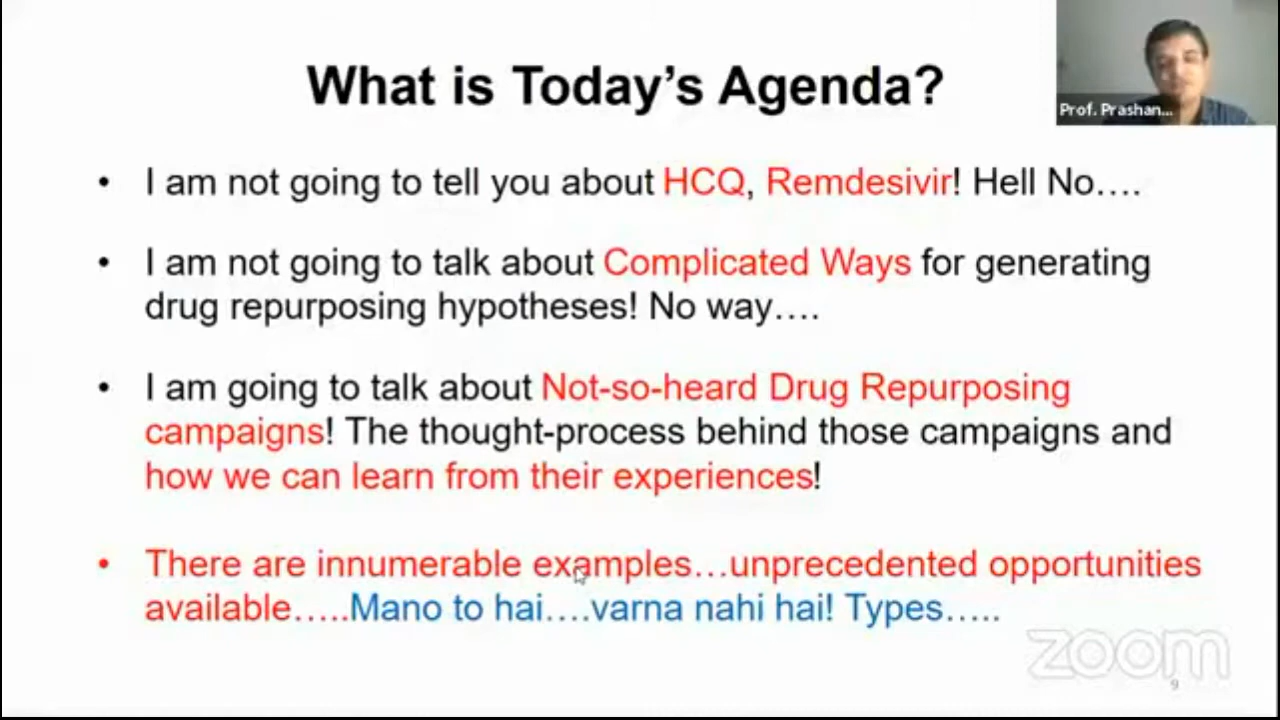 What is Today's Agenda?
Prof. Prashan...
• I am not going to tell you about HCQ, Remdesivir! Hell No….
• I am not going to talk about Complicated Ways for generating
drug repurposing hypotheses! No way….
• I am going to talk about Not-so-heard Drug Repurposing
campaigns! The thought-process behind those campaigns and
how we can learn from their experiences!
• There are innumerable examples…unprecedented opportunities
available…..Mano to hai….varna nahi hai! Types…..
zoom
9